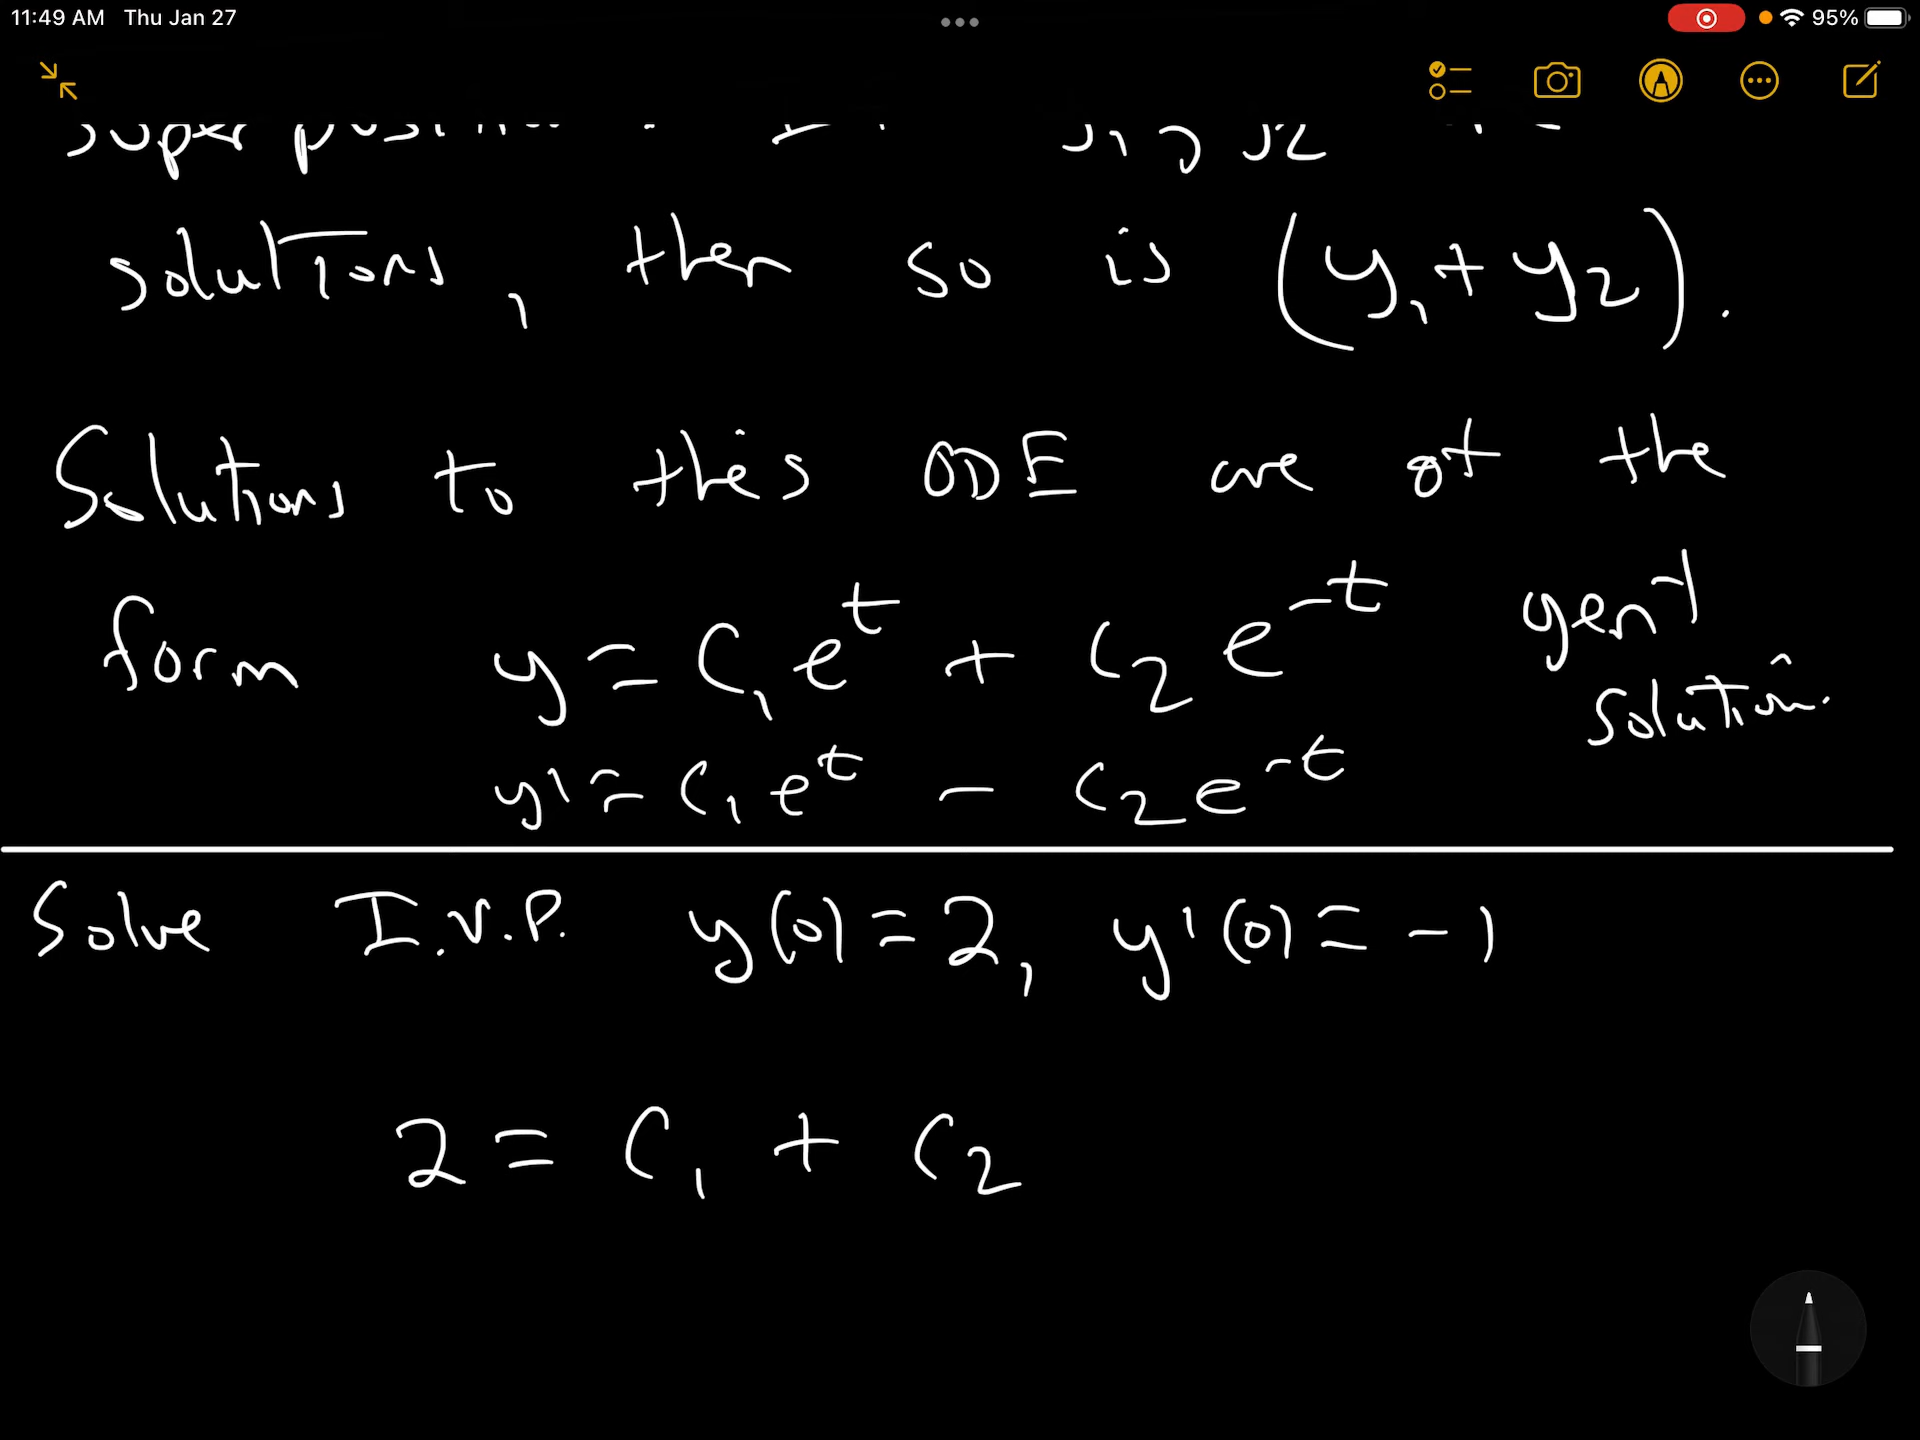 11:49 AM Thu Jan 27
95%
solutions, then so is (y₁ + y₂).
Solutions to this ODE are of the
form y = C₁e^t + C₂e^-t gen'l
solution.
y' = C₁e^t - C₂e^-t
Solve I.V.P. y(0) = 2, y'(0) = -1
2 = C₁ + C₂